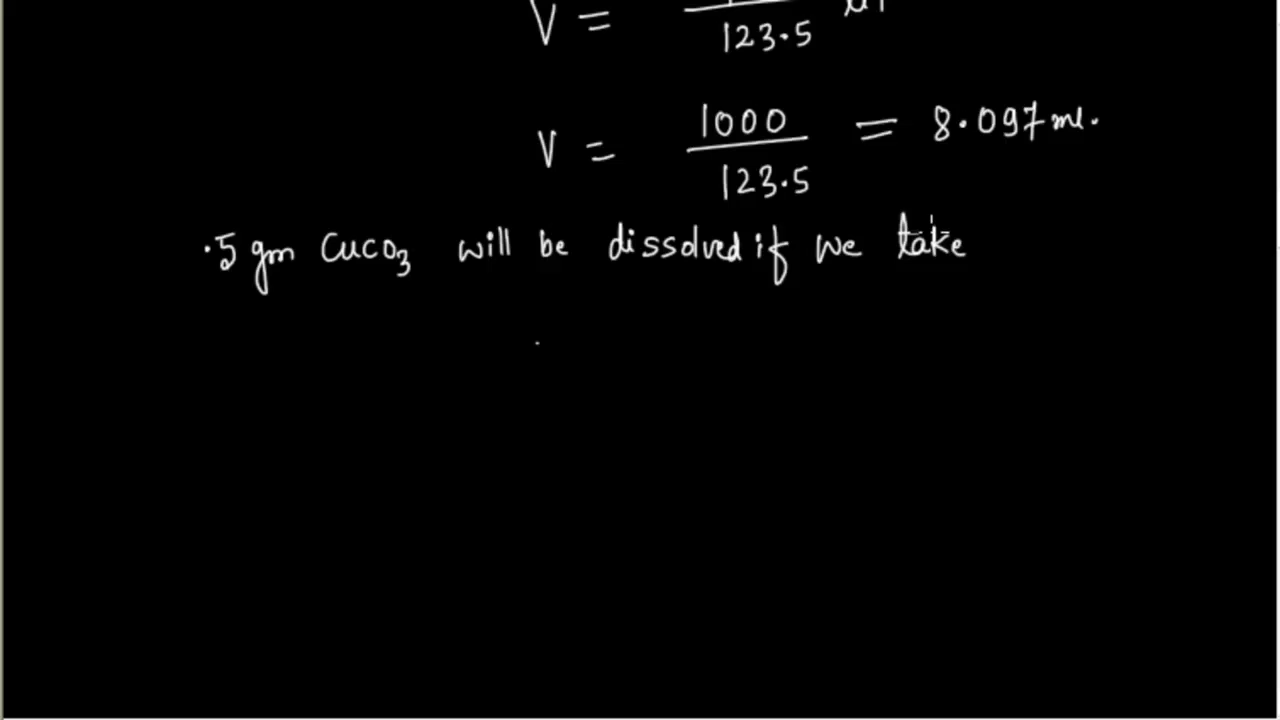 V = 123.5
V = 1000 / 123.5 = 8.097 ml.
.5 gm CuCO3 will be dissolved if we take